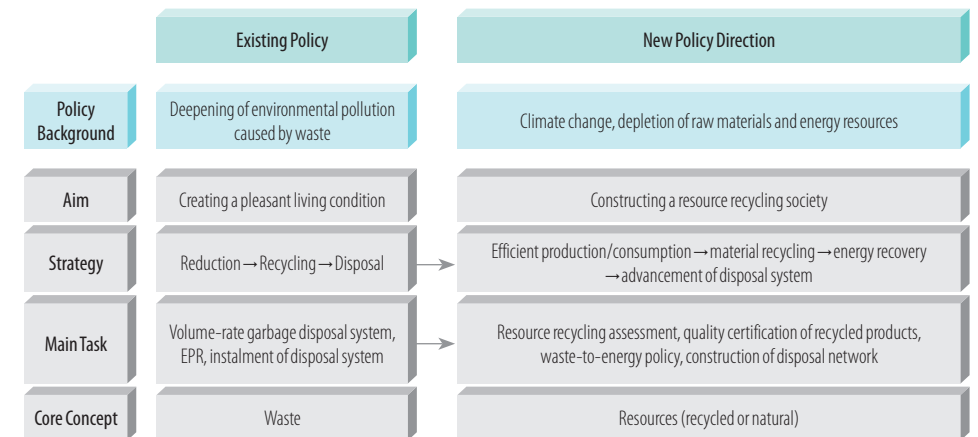 Existing Policy
New Policy Direction
Policy
Background
Deepening of environmental pollution
caused by waste
Climate change, depletion of raw materials and energy resources
Aim
Creating a pleasant living condition
Constructing a resource recycling society
Strategy
Reduction→Recycling→Disposal
Efficient production/consumption→material recycling→energy recovery
→advancement of disposal system
Main Task
Volume-rate garbage disposal system,
EPR, instalment of disposal system
Resource recycling assessment, quality certification of recycled products,
waste-to-energy policy, construction of disposal network
Core Concept
Waste
Resources (recycled or natural)